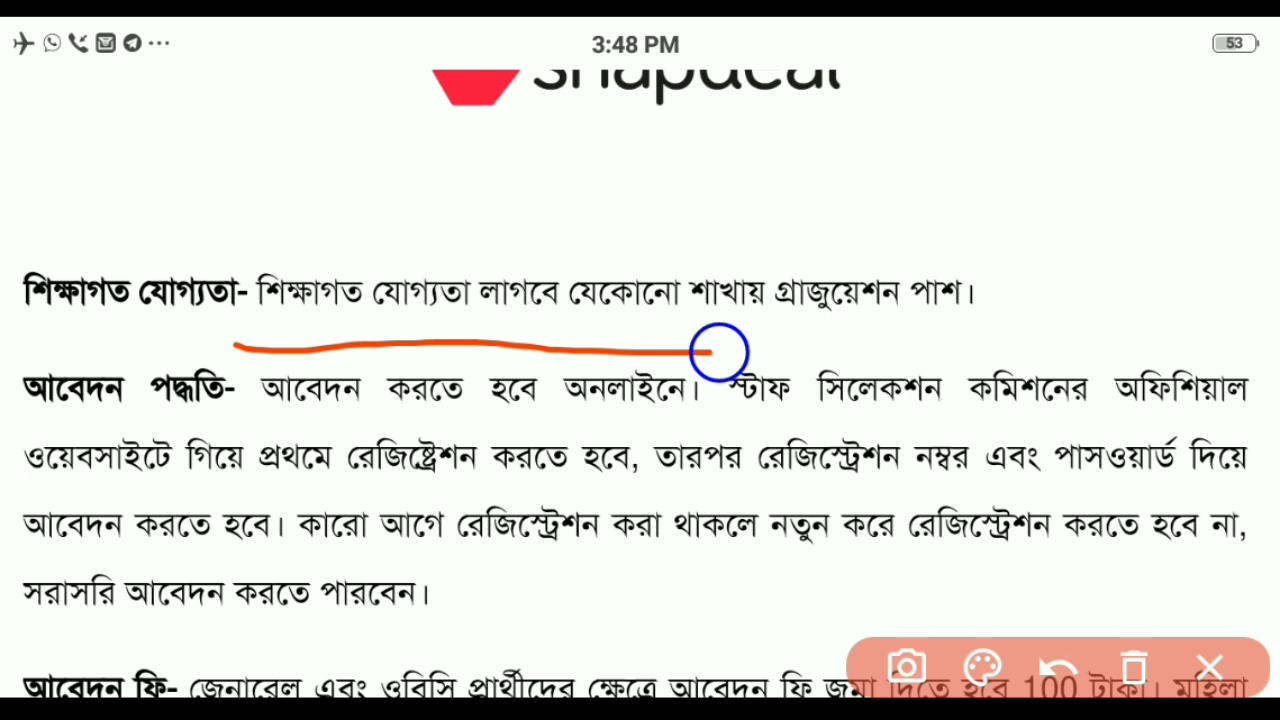 3:48 PM
53
snapdeal
শিক্ষাগত যোগ্যতা- শিক্ষাগত যোগ্যতা লাগবে যেকোনো শাখায় গ্রাজুয়েশন পাশ।
আবেদন পদ্ধতি- আবেদন করতে হবে অনলাইনে। স্টাফ সিলেকশন কমিশনের অফিশিয়াল
ওয়েবসাইটে গিয়ে প্রথমে রেজিষ্ট্রেশন করতে হবে, তারপর রেজিস্ট্রেশন নম্বর এবং পাসওয়ার্ড দিয়ে
আবেদন করতে হবে। কারো আগে রেজিস্ট্রেশন করা থাকলে নতুন করে রেজিস্ট্রেশন করতে হবে না,
সরাসরি আবেদন করতে পারবেন।
আবেদন ফি- জেনারেল এবং ওবিসি প্রার্থীদের ক্ষেত্রে আবেদন ফি জমা দিতে হবে 100 টাকা। মহিলা